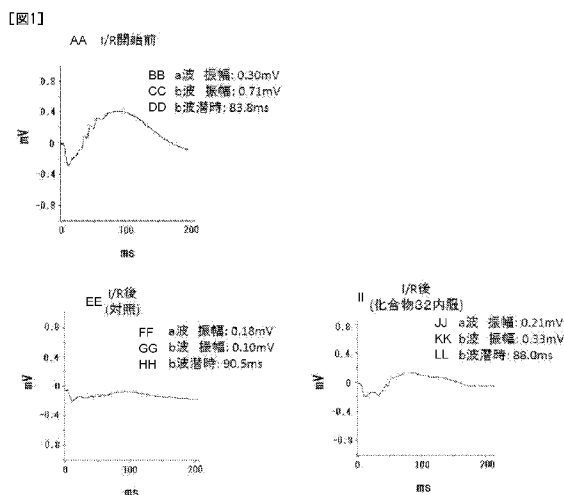 [図1]
AA I/R開始前
BB a波 振幅: 0.30mV
CC b波 振幅: 0.71mV
DD b波潜時: 83.8ms
0.8
0.4
0
-0.4
-0.8
mV
0 100 200
ms
EE I/R後
(対照)
FF a波 振幅: 0.18mV
GG b波 振幅: 0.10mV
HH b波潜時: 90.5ms
0.8
0.4
0
-0.4
-0.8
mV
0 100 200
ms
II I/R後
(化合物32内服)
JJ a波 振幅: 0.21mV
KK b波 振幅: 0.33mV
LL b波潜時: 88.0ms
0.8
0.4
0
-0.4
-0.8
mV
0 100 200
ms